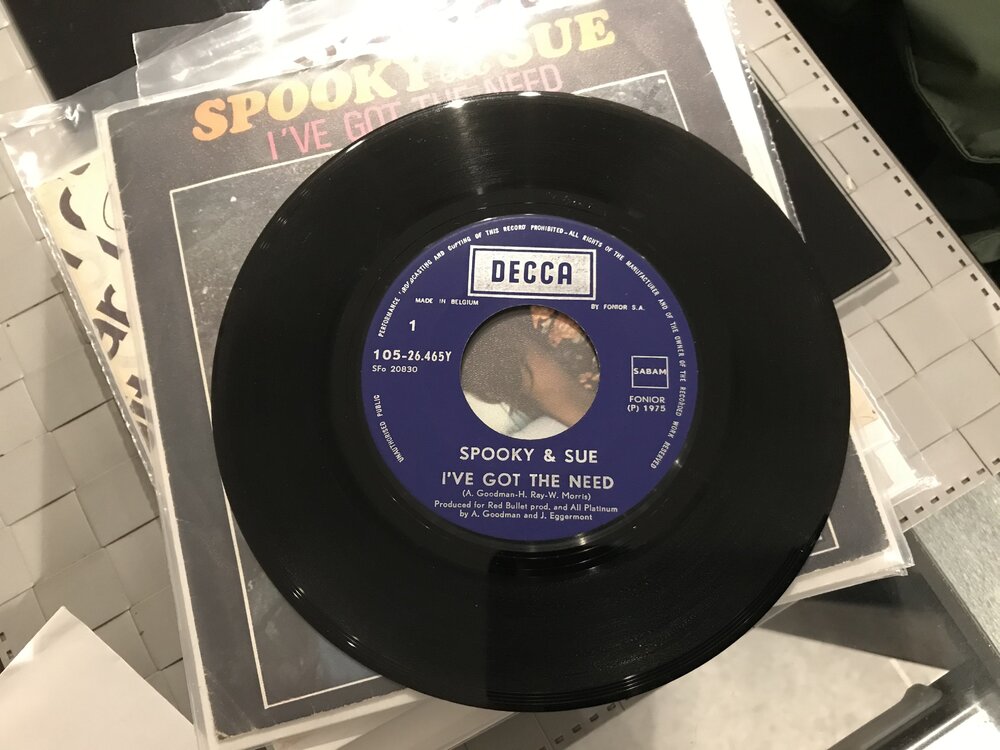 SPOOKY & SUE
I'VE GOT THE NEED
UNAUTHORISED PUBLIC PERFORMANCE BROADCASTING AND COPYING OF THIS RECORD PROHIBITED-ALL RIGHTS OF THE MANUFACTURER AND OF THE OWNER OF THE RECORDED WORK RESERVED
DECCA
MADE IN BELGIUM
BY FONIOR S.A.
1
105-26.465Y
SFo 20830
SABAM
FONIOR
(P) 1975
SPOOKY & SUE
I'VE GOT THE NEED
(A. Goodman-H. Ray-W. Morris)
Produced for Red Bullet prod. and All Platinum
by A. Goodman and J. Eggermont